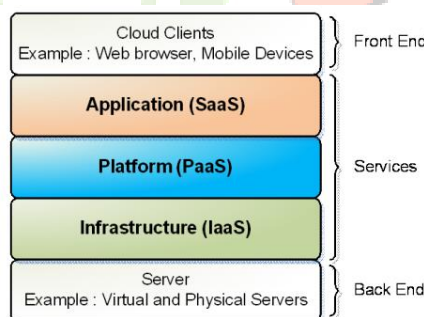 Cloud Clients
Example : Web browser, Mobile Devices
Front End
Application (SaaS)
Platform (PaaS)
Services
Infrastructure (IaaS)
Server
Example : Virtual and Physical Servers
Back End